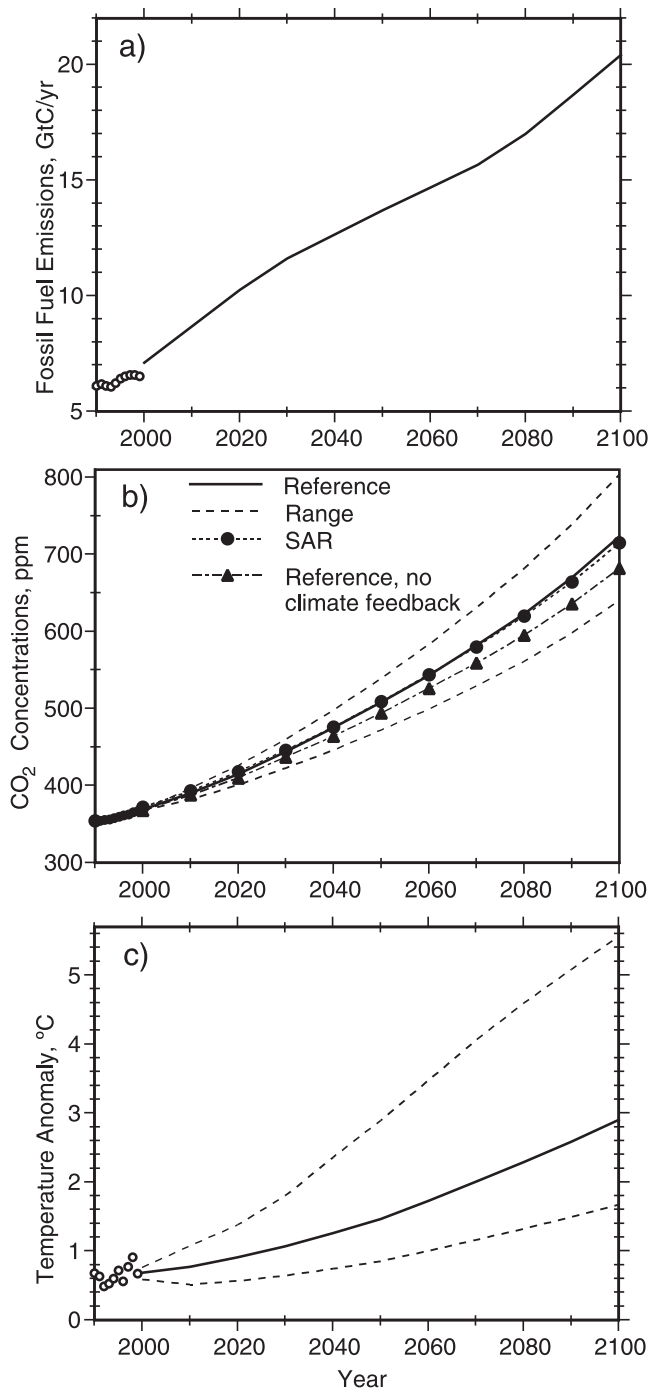 a)
Fossil Fuel Emissions, GtC/yr
20
15
10
5
2000 2020 2040 2060 2080 2100
b)
Reference
Range
SAR
Reference, no
climate feedback
CO₂ Concentrations, ppm
800
700
600
500
400
300
2000 2020 2040 2060 2080 2100
c)
Temperature Anomaly, °C
5
4
3
2
1
0
2000 2020 2040 2060 2080 2100
Year